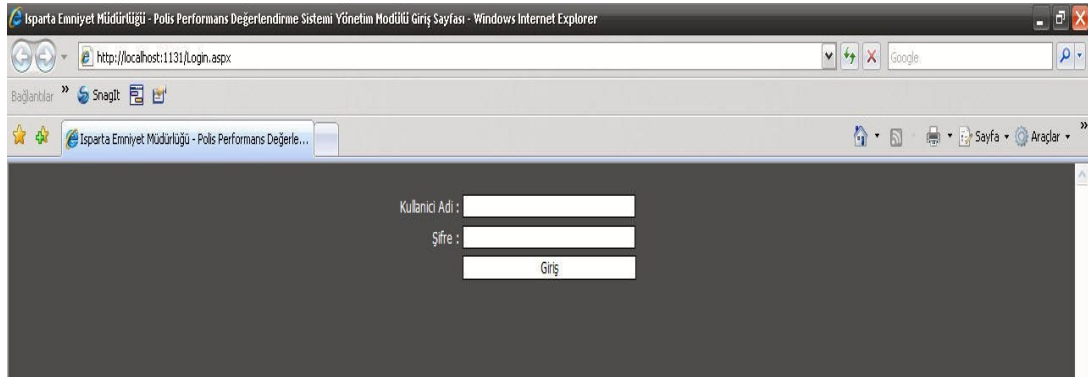 Isparta Emniyet Müdürlüğü - Polis Performans Değerlendirme Sistemi Yönetim Modülü Giriş Sayfası - Windows Internet Explorer
http://localhost:1131/Login.aspx
Google
Bağlantılar » SnagIt
Isparta Emniyet Müdürlüğü - Polis Performans Değerle...
Sayfa Araçlar »
Kullanici Adi :
Şifre :
Giriş